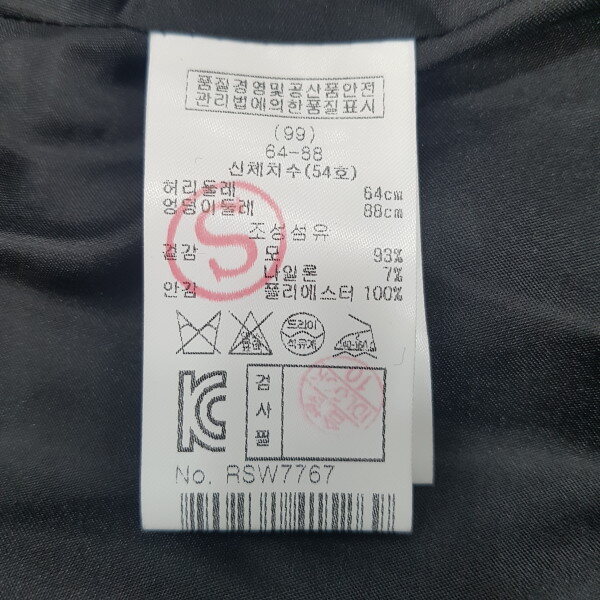 품질경영및공산품안전
관리법에의한품질표시
(99)
64-88
신체치수(54호)
허리둘레 64cm
엉덩이둘레 88cm
S
조성섬유
겉감 모 93%
나일론 7%
안감 폴리에스터 100%
드라이
석유계
KC
검사필
No. RSW7767